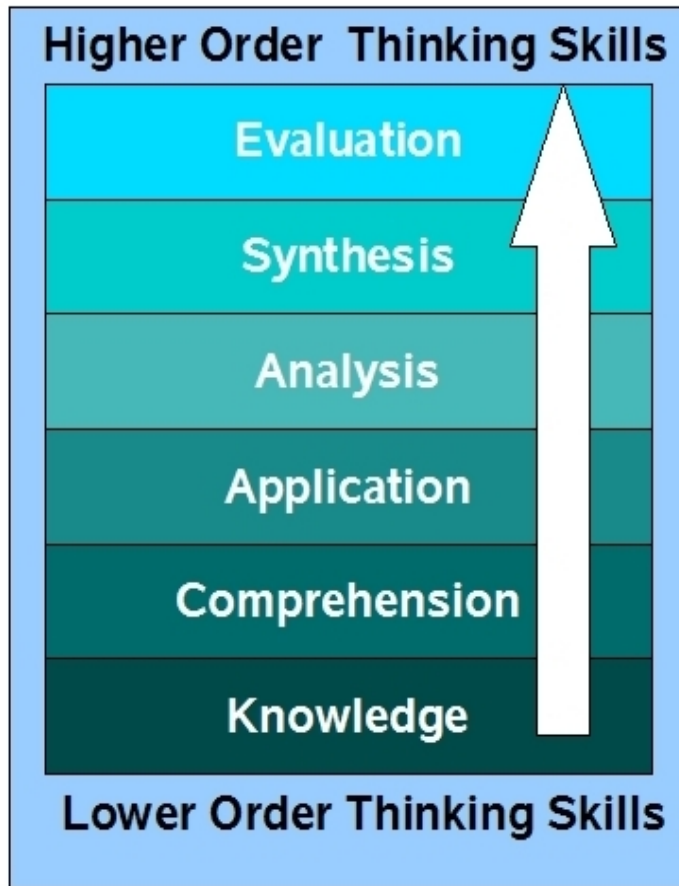 Higher Order Thinking Skills
Evaluation
Synthesis
Analysis
Application
Comprehension
Knowledge
Lower Order Thinking Skills